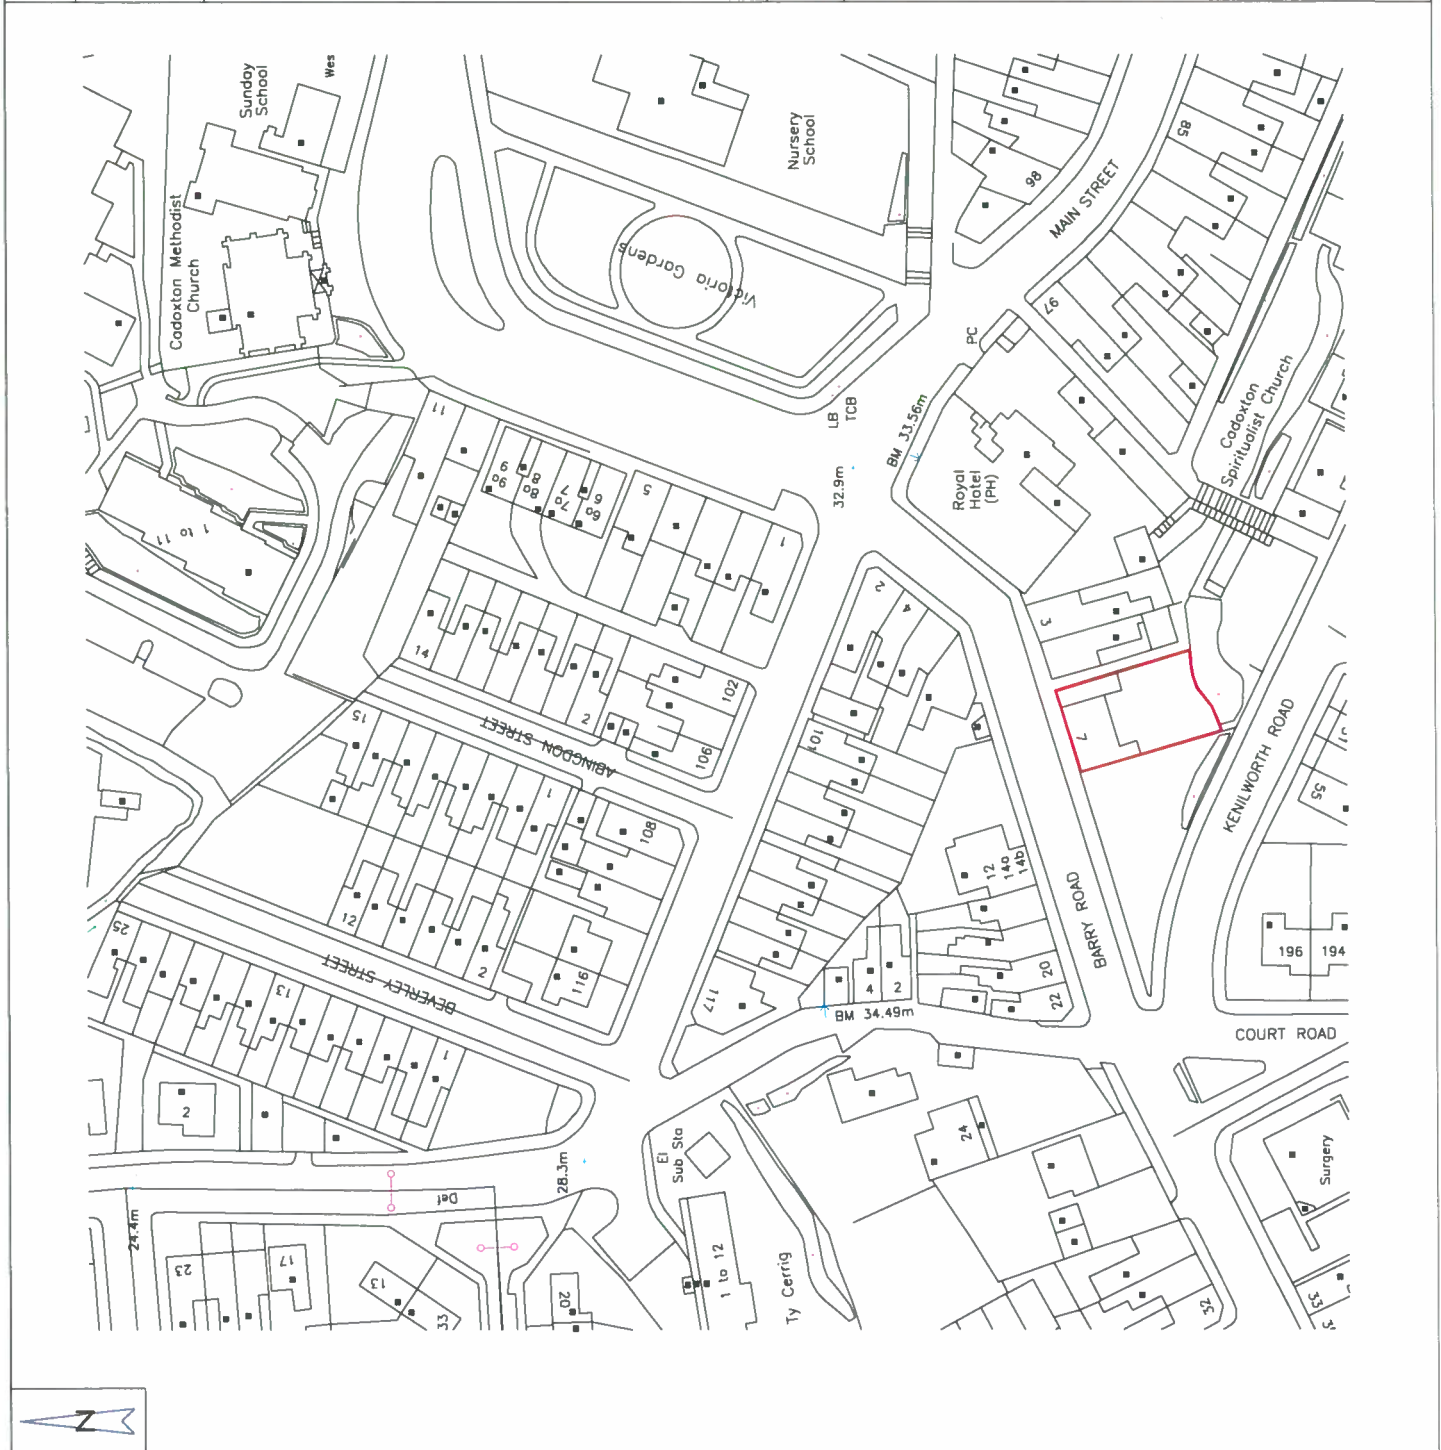 Sunday
School
Wes
Cadoxton Methodist
Church
Nursery
School
98
MAIN STREET
85
Victoria Gardens
97
PC
LB
TCB
BM 33.56m
32.9m
Royal
Hotel
(PH)
Cadoxton
Spiritualist Church
11
9
9a
8
8a
7
7a
6
6a
5
1
1 to 11
2
4
3
14
2
102
106
ABINGDON STREET
15
1
108
101
7
KENILWORTH ROAD
55
12
14a
14b
BARRY ROAD
12
2
116
25
BEVERLEY STREET
13
1
117
4
2
20
22
BM 34.49m
196
194
COURT ROAD
2
El
Sub Sta
24
Surgery
28.3m
Def
24.4m
23
17
13
33
20
1 to 12
Ty Cerrig
32
33
N